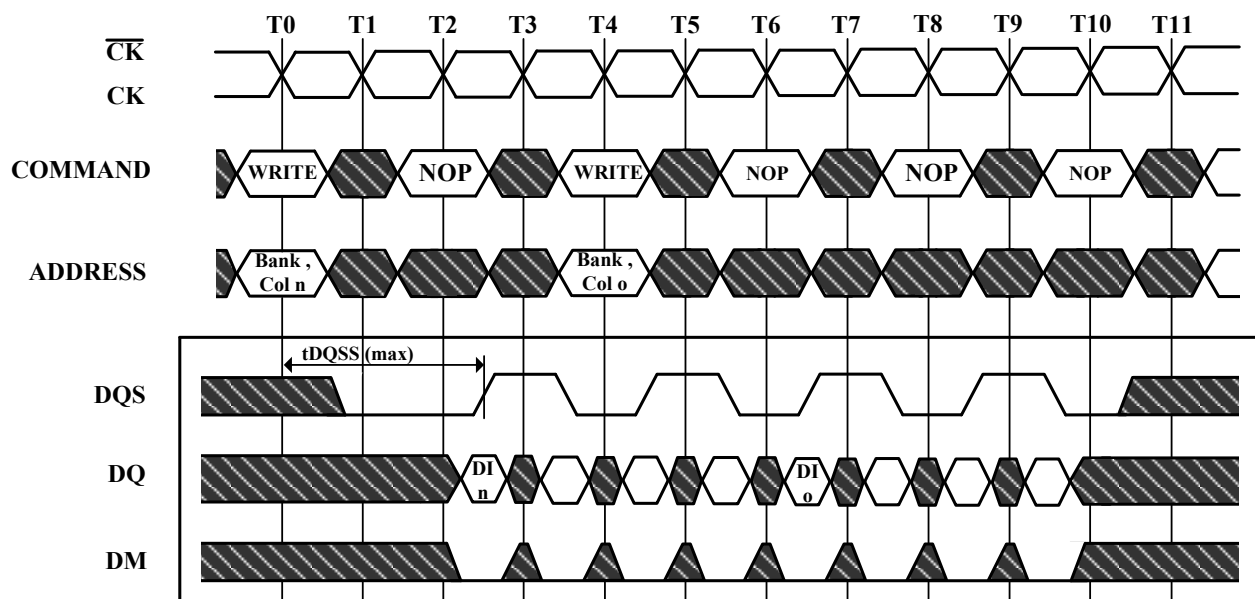 T0 T1 T2 T3 T4 T5 T6 T7 T8 T9 T10 T11
CK
CK
COMMAND WRITE NOP WRITE NOP NOP NOP
ADDRESS Bank , Bank ,
Col n Col o
tDQSS (max)
DQS
DQ DI DI
n o
DM